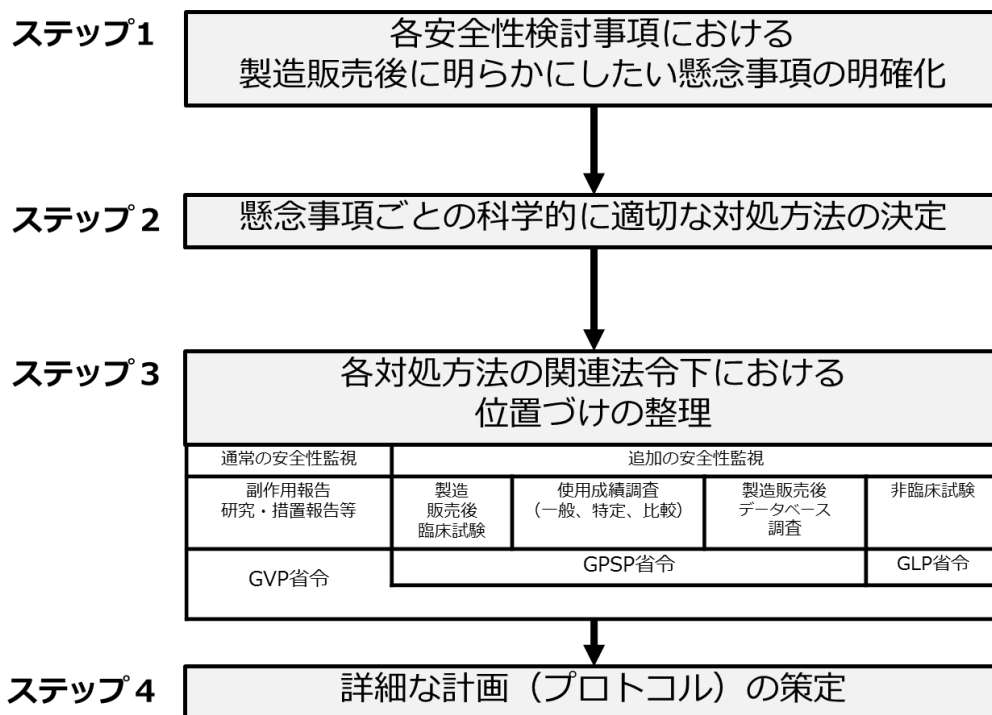 ステップ1
各安全性検討事項における
製造販売後に明らかにしたい懸念事項の明確化
ステップ２
懸念事項ごとの科学的に適切な対処方法の決定
ステップ３
各対処方法の関連法令下における
位置づけの整理
通常の安全性監視
追加の安全性監視
副作用報告
研究・措置報告等
製造
販売後
臨床試験
使用成績調査
（一般、特定、比較）
製造販売後
データベース
調査
非臨床試験
GVP省令
GPSP省令
GLP省令
ステップ４
詳細な計画（プロトコル）の策定